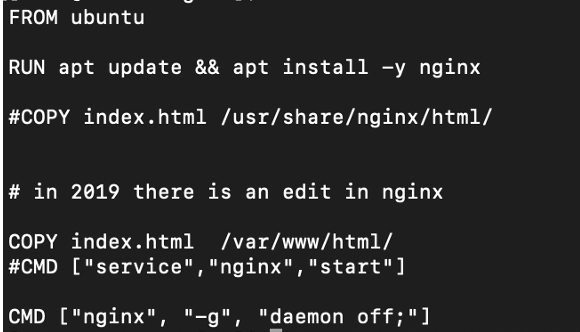 FROM ubuntu
RUN apt update && apt install -y nginx
#COPY index.html /usr/share/nginx/html/
# in 2019 there is an edit in nginx
COPY index.html  /var/www/html/
#CMD ["service","nginx","start"]
CMD ["nginx", "-g", "daemon off;"]